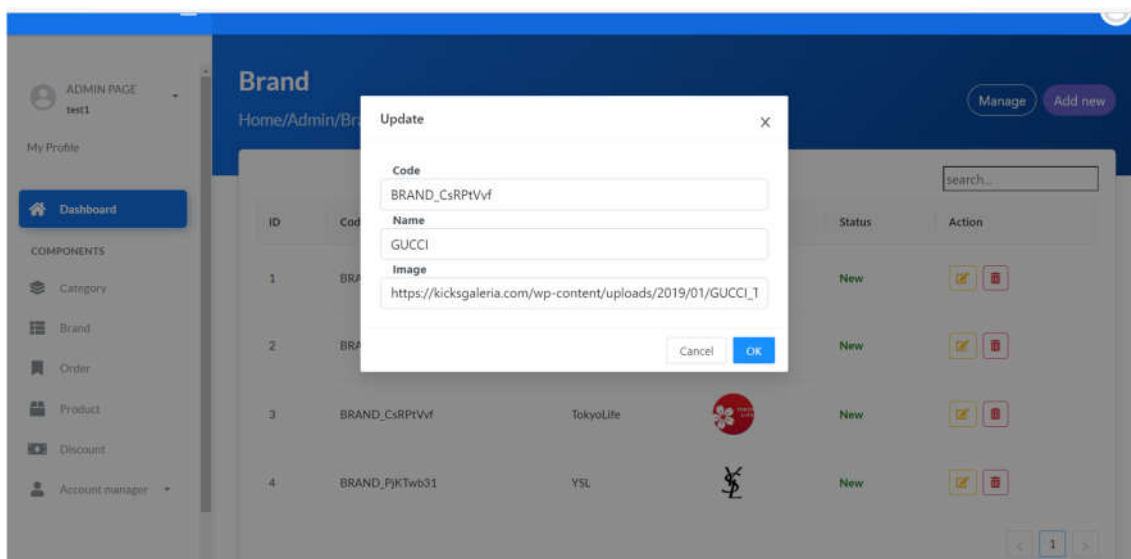 ADMIN PAGE
test1
My Profile
Dashboard
COMPONENTS
Category
Brand
Order
Product
Discount
Account manager
Brand
Home/Admin/Br
Manage
Add new
search...
ID
Cod
Status
Action
1
BRA
New
2
BRA
New
3
BRAND_CsRPtVvf
TokyoLife
New
4
BRAND_PjKTwb31
YSL
New
< 1 >
Update
X
Code
BRAND_CsRPtVvf
Name
GUCCI
Image
https://kicksgaleria.com/wp-content/uploads/2019/01/GUCCI_T
Cancel
OK